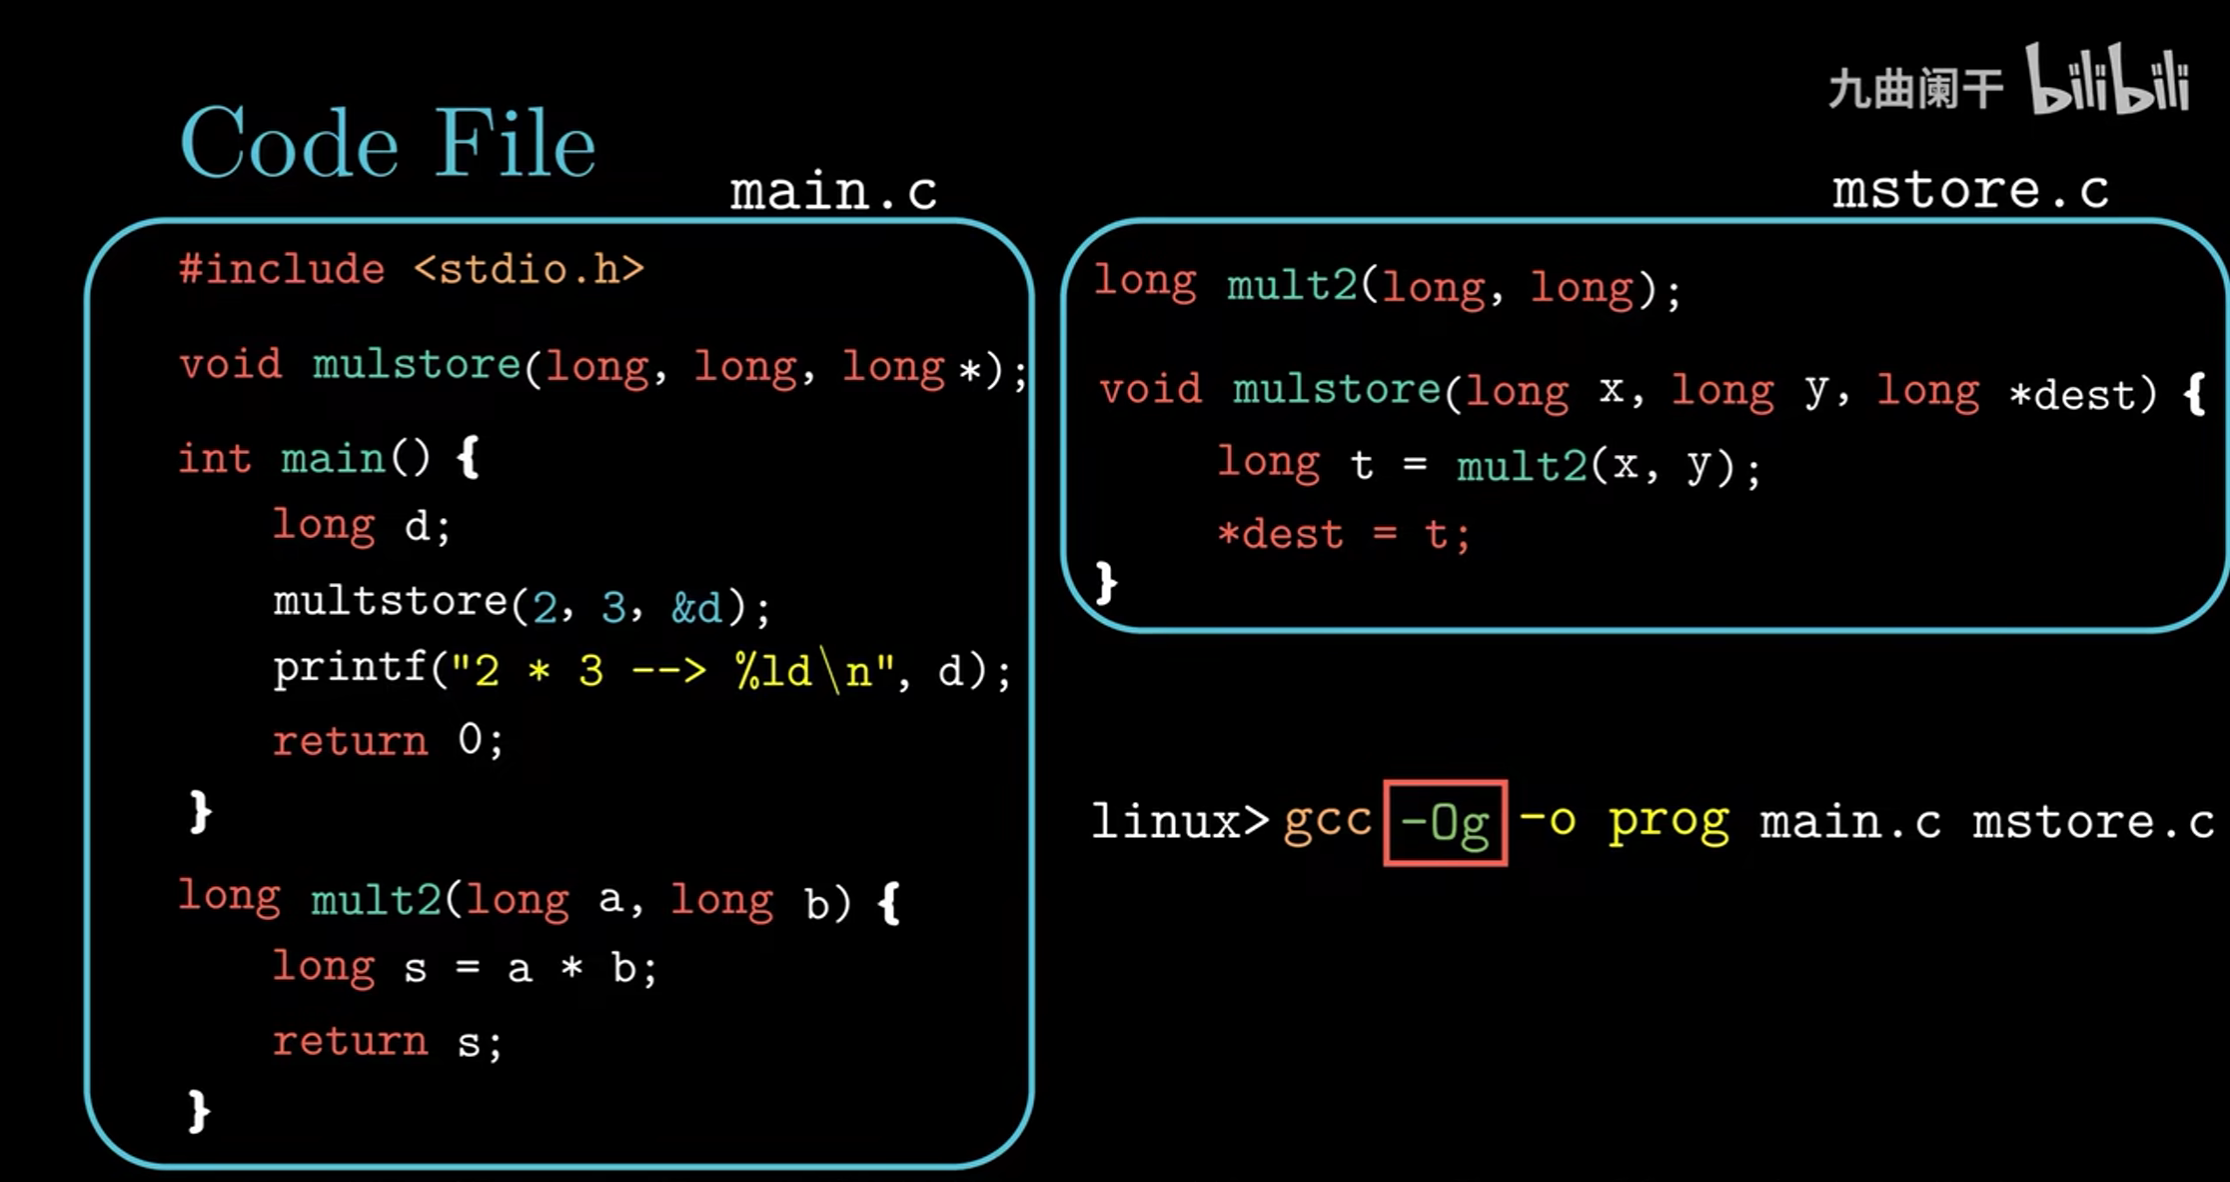 九曲阑干 bilibili
Code File
main.c
#include <stdio.h>
void mulstore(long, long, long *);
int main() {
long d;
multstore(2, 3, &d);
printf("2 * 3 --> %ld\n", d);
return 0;
}
long mult2(long a, long b) {
long s = a * b;
return s;
}
mstore.c
long mult2(long, long);
void mulstore(long x, long y, long *dest) {
long t = mult2(x, y);
*dest = t;
}
linux> gcc -Og -o prog main.c mstore.c